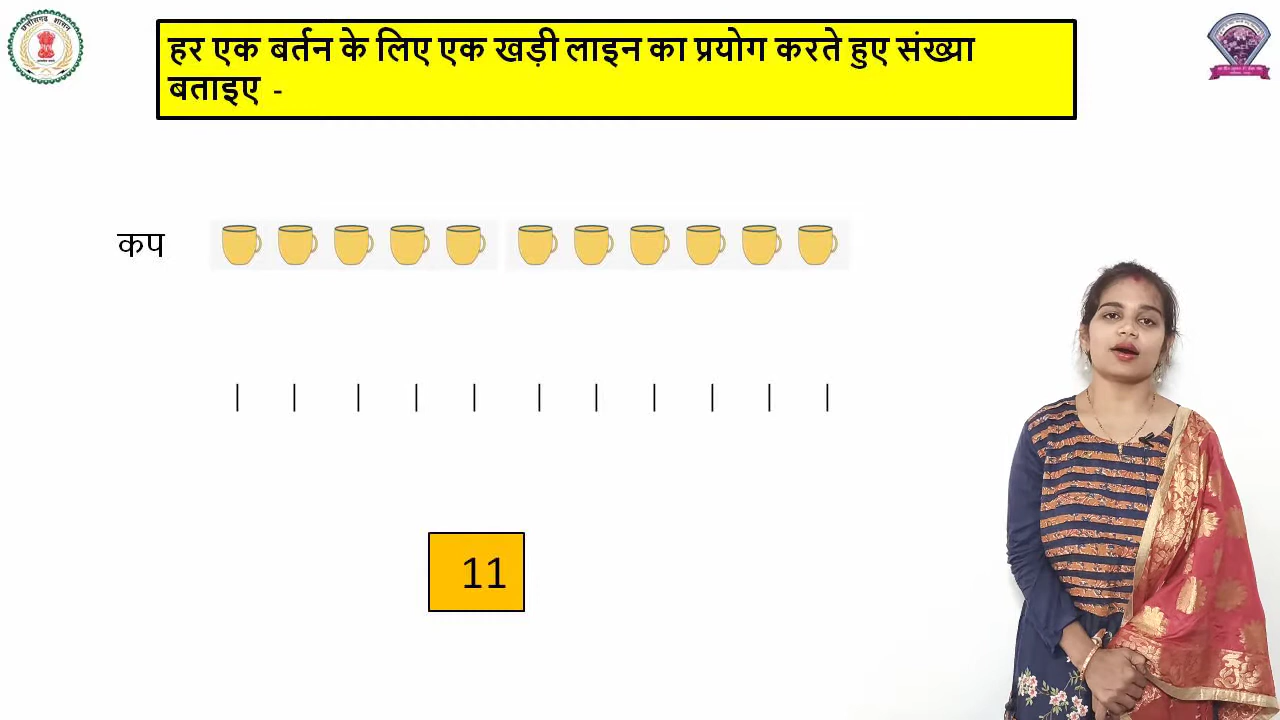 हर एक बर्तन के लिए एक खड़ी लाइन का प्रयोग करते हुए संख्या
बताइए -
कप
| | | | | | | | | | |
11